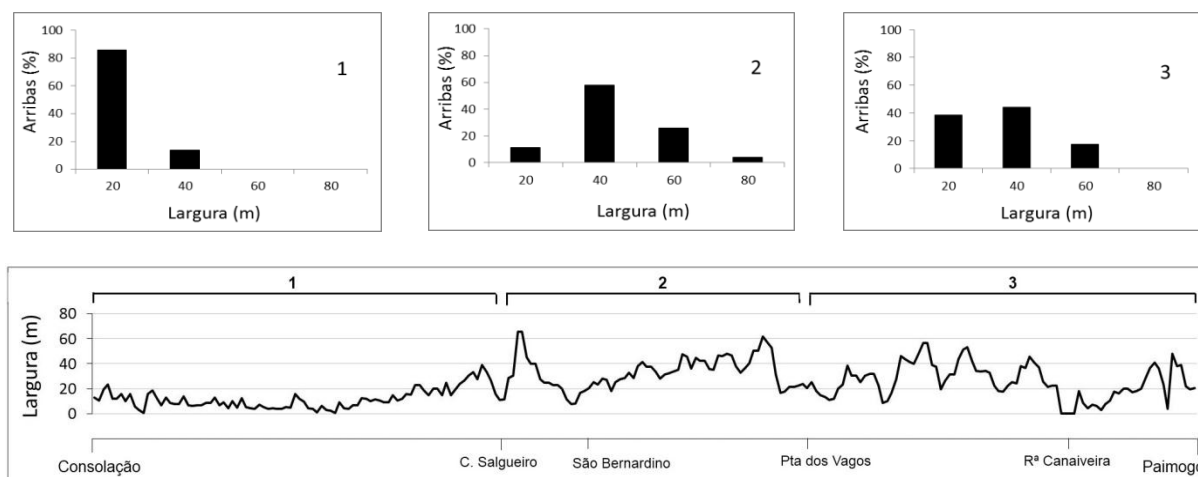 100
80
60
40
20
0
Arribas (%)
1
20 40 60 80
Largura (m)
100
80
60
40
20
0
Arribas (%)
2
20 40 60 80
Largura (m)
100
80
60
40
20
0
Arribas (%)
3
20 40 60 80
Largura (m)
1 2 3
80
60
40
20
0
Largura (m)
Consolação C. Salgueiro São Bernardino Pta dos Vagos Rª Canaiveira Paimogo